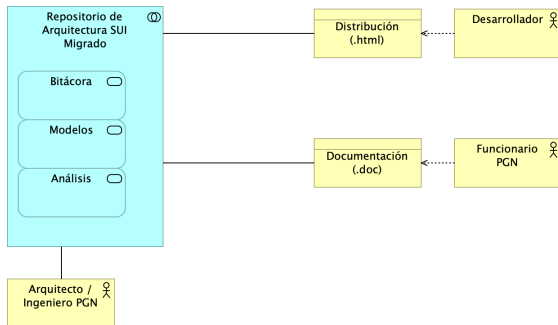 Repositorio de
Arquitectura SUI
Migrado
Bitácora
Modelos
Análisis
Distribución
(.html)
Desarrollador
Documentación
(.doc)
Funcionario
PGN
Arquitecto /
Ingeniero PGN